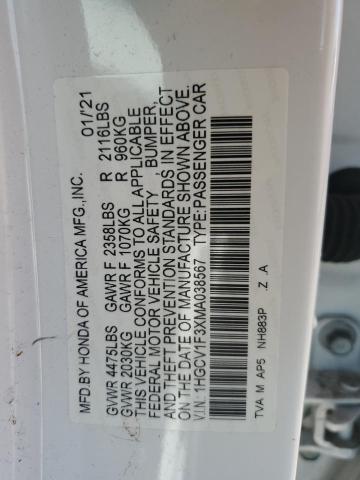 MFD.BY HONDA OF AMERICA MFG.,INC. 01/'21
GVWR 4475LBS GAWR F 2358LBS R 2116LBS
GVWR 2030KG GAWR F 1070KG R 960KG
THIS VEHICLE CONFORMS TO ALL APPLICABLE
FEDERAL MOTOR VEHICLE SAFETY, BUMPER,
AND THEFT PREVENTION STANDARDS IN EFFECT
ON THE DATE OF MANUFACTURE SHOWN ABOVE.
V.I.N: 1HGCV1F3XMA038567 TYPE:PASSENGER CAR
TVA M AP5 NH883P .Z .A